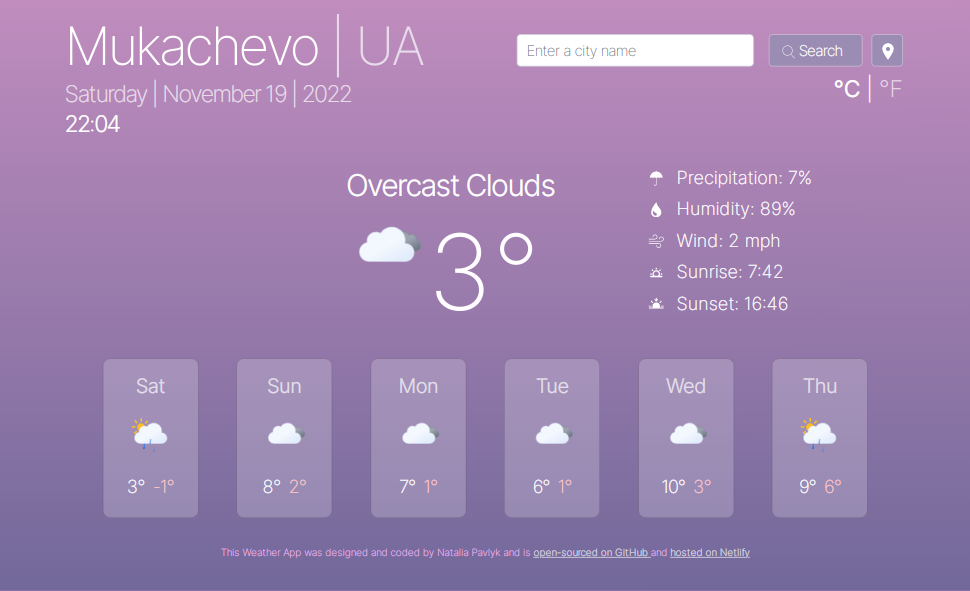 Mukachevo | UA
Enter a city name
Search
Saturday | November 19 | 2022
°C | °F
22:04
Overcast Clouds
3°
Precipitation: 7%
Humidity: 89%
Wind: 2 mph
Sunrise: 7:42
Sunset: 16:46
Sat
3° -1°
Sun
8° 2°
Mon
7° 1°
Tue
6° 1°
Wed
10° 3°
Thu
9° 6°
This Weather App was designed and coded by Natalia Pavlyk and is open-sourced on GitHub and hosted on Netlify